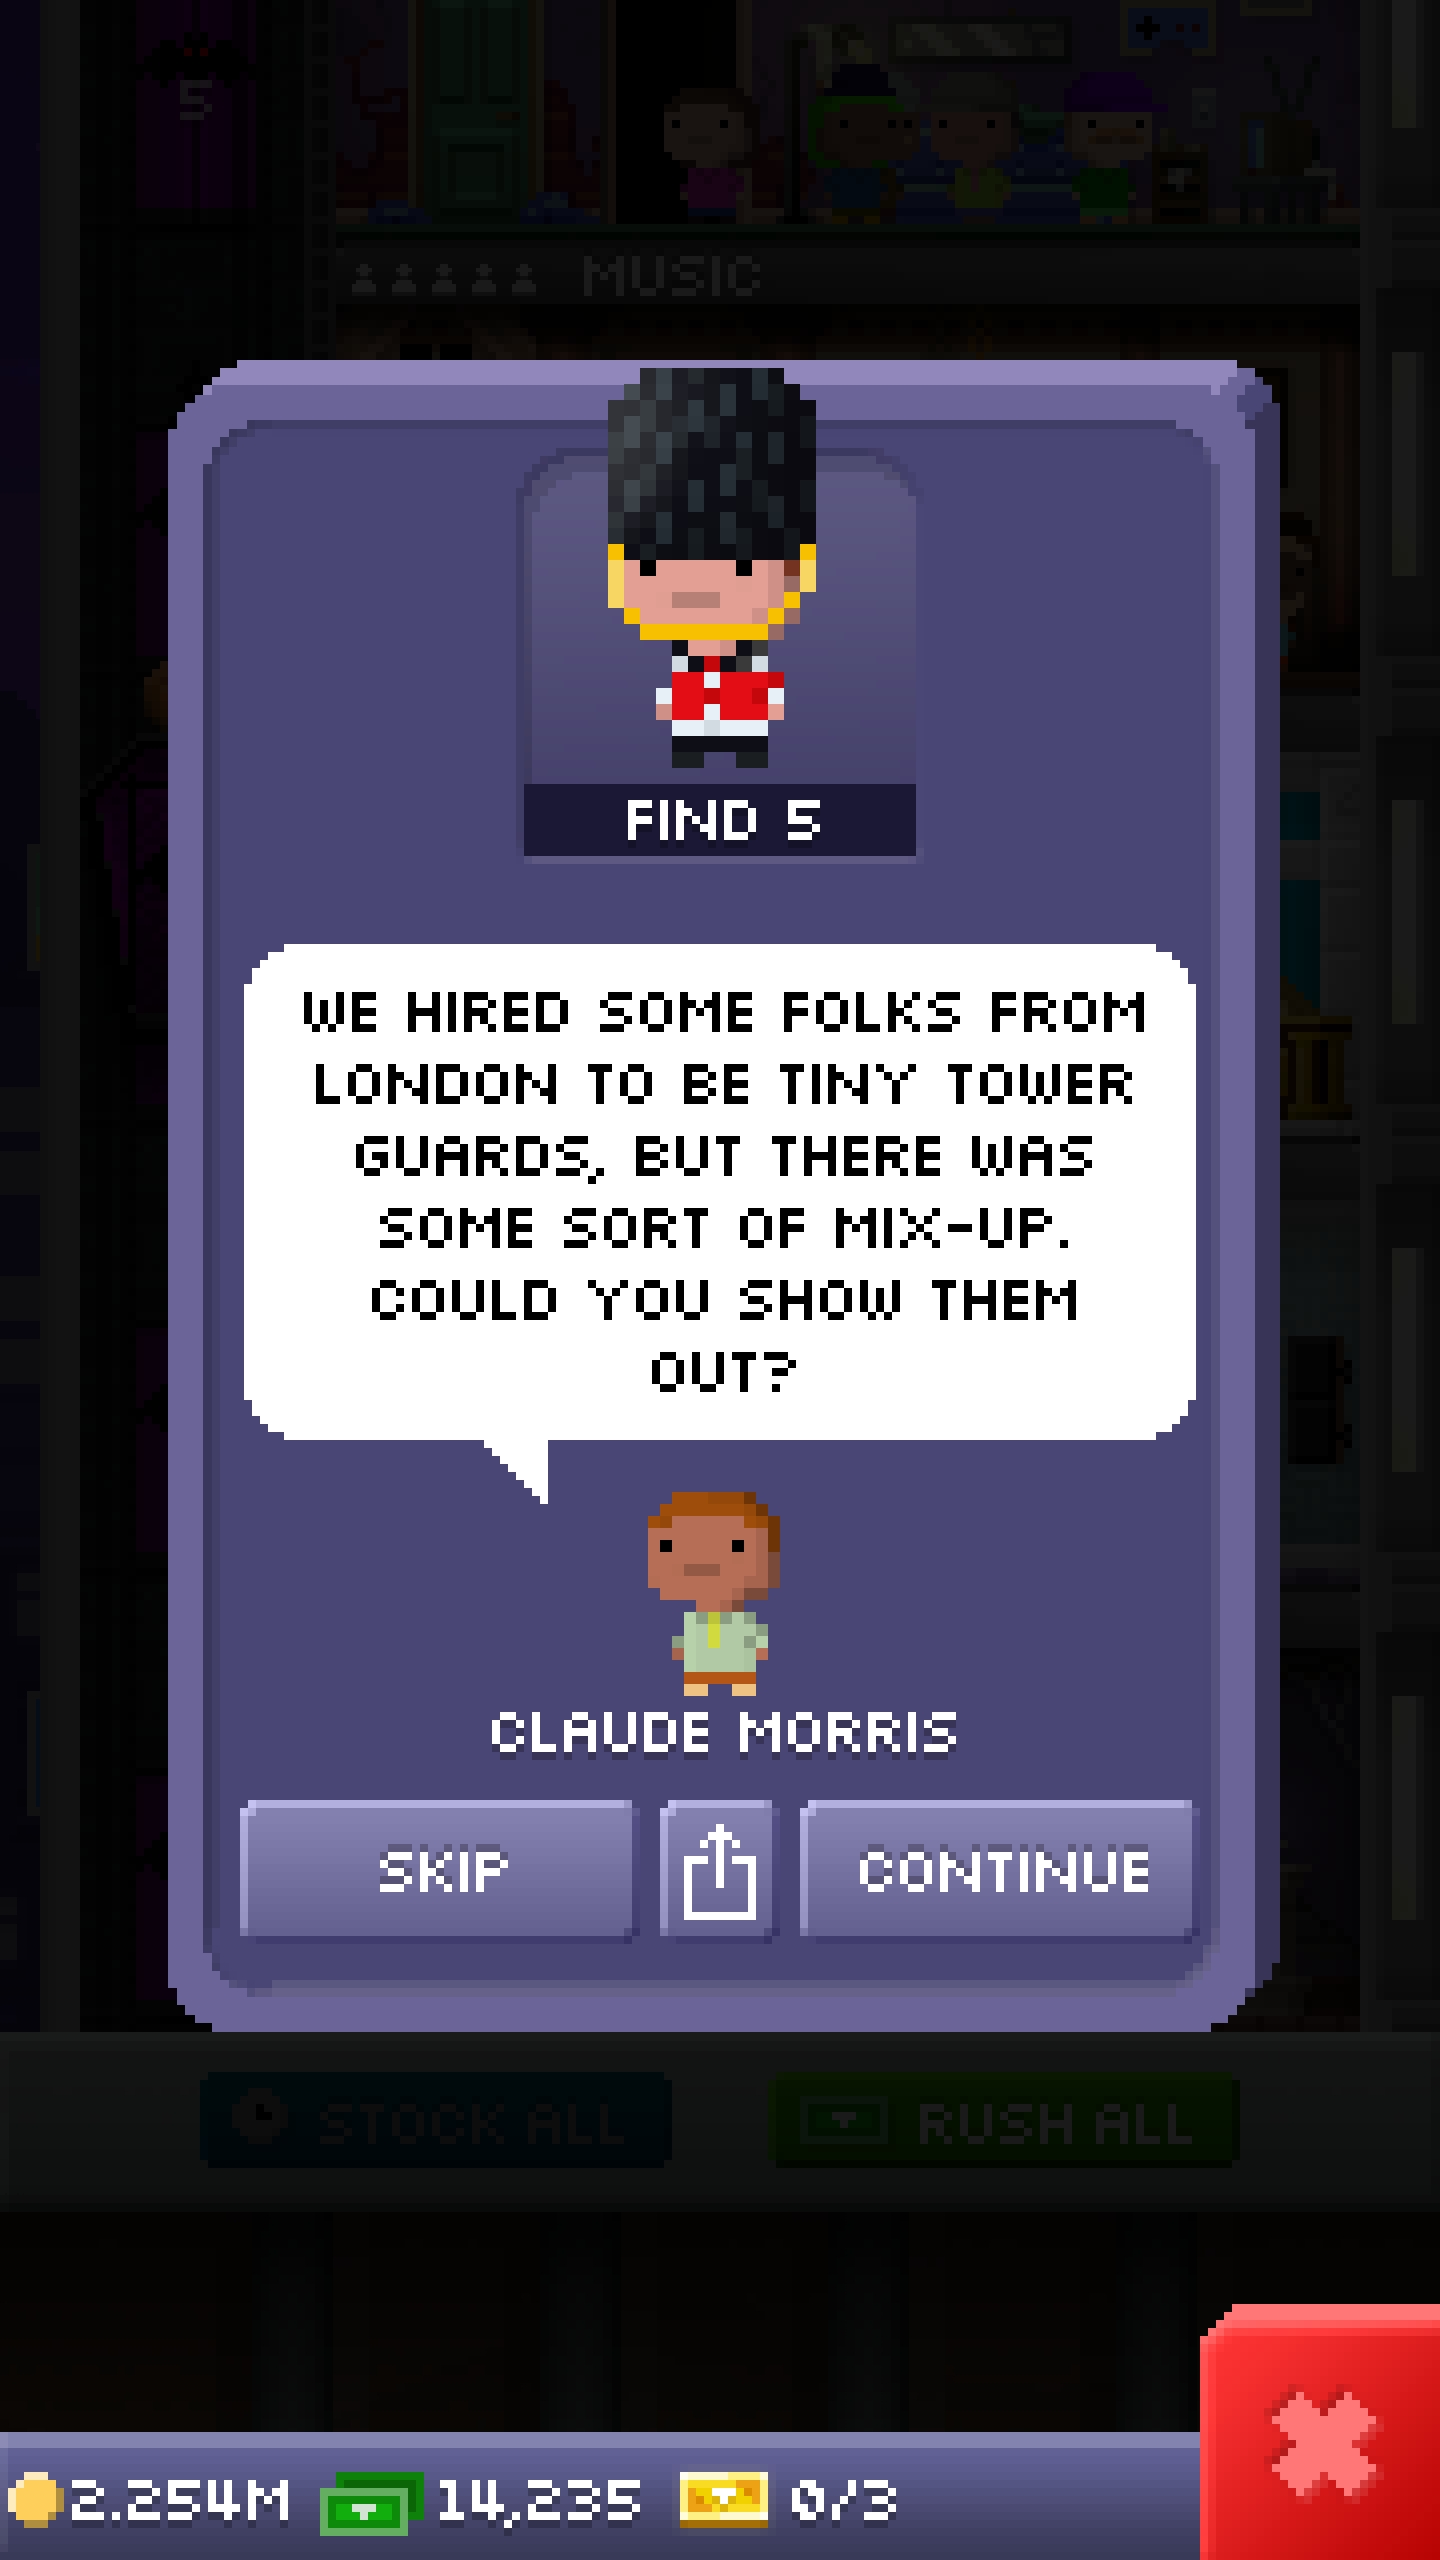 5
MUSIC
FIND 5
WE HIRED SOME FOLKS FROM
LONDON TO BE TINY TOWER
GUARDS, BUT THERE WAS
SOME SORT OF MIX-UP.
COULD YOU SHOW THEM
OUT?
CLAUDE MORRIS
SKIP
CONTINUE
STOCK ALL
RUSH ALL
2.254M
14,235
0/3